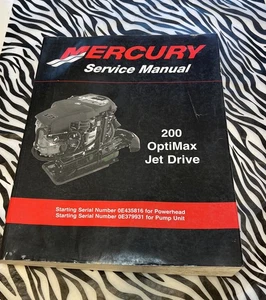 MERCURY
Service Manual
200
OptiMax
Jet Drive
Starting Serial Number 0E435816 for Powerhead
Starting Serial Number 0E379931 for Pump Unit